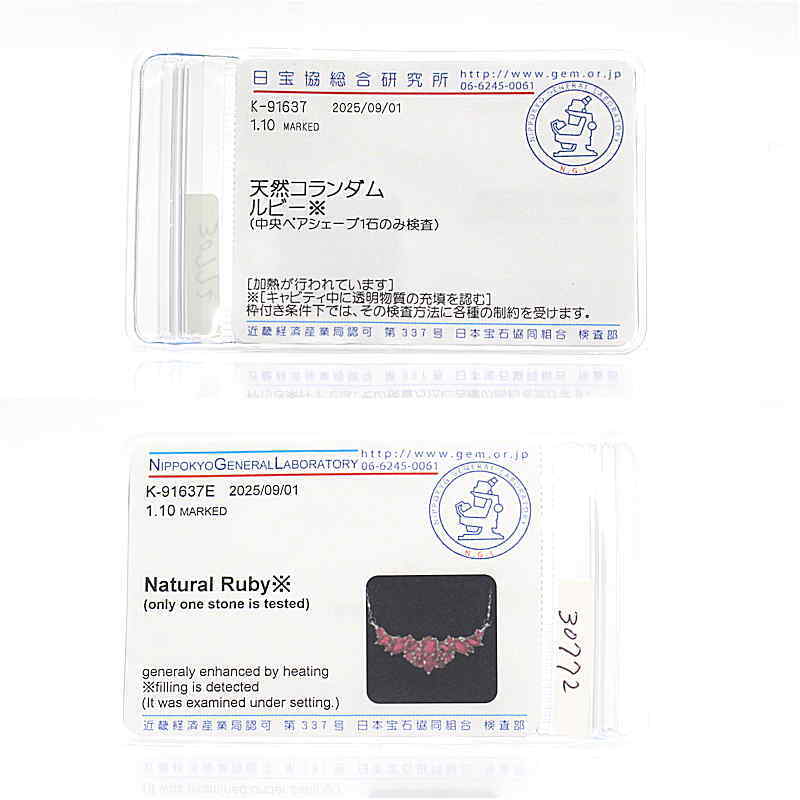 日宝協総合研究所
http://www.gem.or.jp
06-6245-0061
NIPPOKYO GENERAL LABORATORY
N.G.L.
K-91637 2025/09/01
1.10 MARKED
天然コランダム
ルビー※
(中央ペアシェープ1石のみ検査)
[加熱が行われています]
※[キャビティ中に透明物質の充填を認む]
枠付き条件下では、その検査方法に各種の制約を受けます。
近畿経済産業局認可 第337号 日本宝石協同組合 検査部
30772
NIPPOKYO GENERAL LABORATORY
http://www.gem.or.jp
06-6245-0061
NIPPOKYO GENERAL LABORATORY
N.G.L.
K-91637E 2025/09/01
1.10 MARKED
Natural Ruby※
(only one stone is tested)
generaly enhanced by heating
※filling is detected
(It was examined under setting.)
近畿経済産業局認可 第337号 日本宝石協同組合 検査部
30772